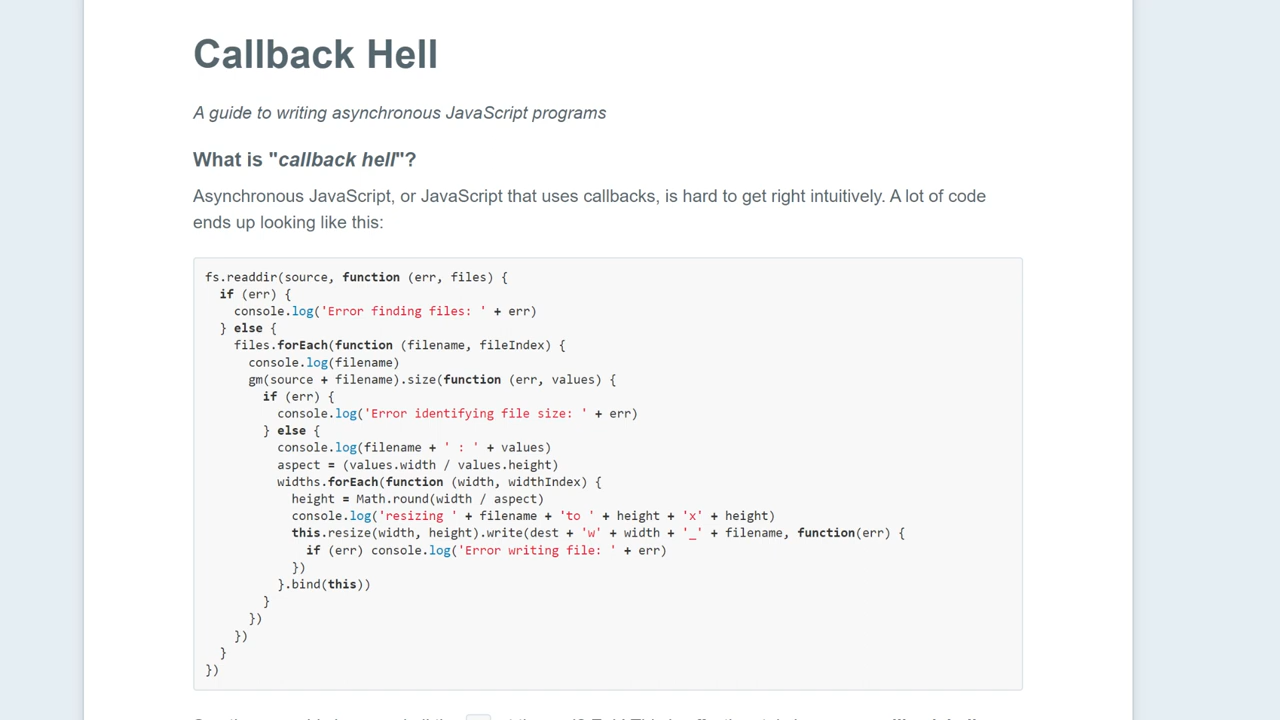 Callback Hell
A guide to writing asynchronous JavaScript programs
What is "callback hell"?
Asynchronous JavaScript, or JavaScript that uses callbacks, is hard to get right intuitively. A lot of code
ends up looking like this:
fs.readdir(source, function (err, files) {
  if (err) {
    console.log('Error finding files: ' + err)
  } else {
    files.forEach(function (filename, fileIndex) {
      console.log(filename)
      gm(source + filename).size(function (err, values) {
        if (err) {
          console.log('Error identifying file size: ' + err)
        } else {
          console.log(filename + ' : ' + values)
          aspect = (values.width / values.height)
          widths.forEach(function (width, widthIndex) {
            height = Math.round(width / aspect)
            console.log('resizing ' + filename + 'to ' + height + 'x' + height)
            this.resize(width, height).write(dest + 'w' + width + '_' + filename, function(err) {
              if (err) console.log('Error writing file: ' + err)
            })
          }.bind(this))
        }
      })
    })
  }
})